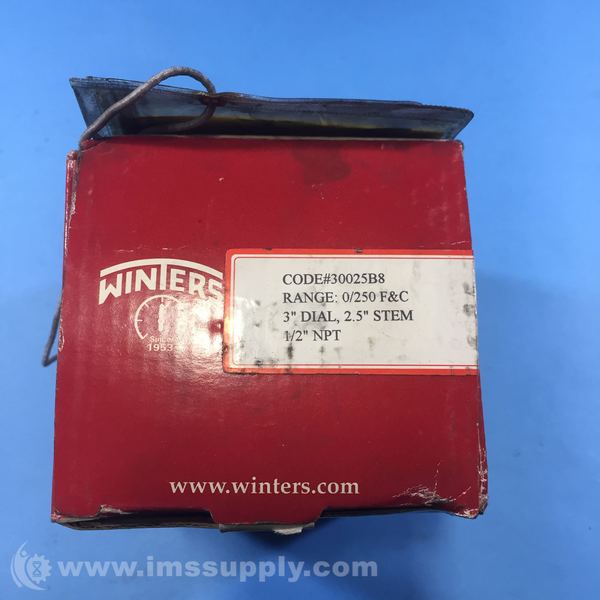 WINTERS
Since
1953
CODE#30025B8
RANGE: 0/250 F&C
3" DIAL, 2.5" STEM
1/2" NPT
www.winters.com
www.imssupply.com